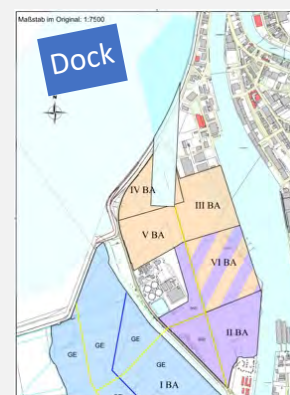 Maßstab im Original: 1:7500
Dock
IV BA
III BA
V BA
VI BA
II BA
GE
GE
GE
GE
I BA